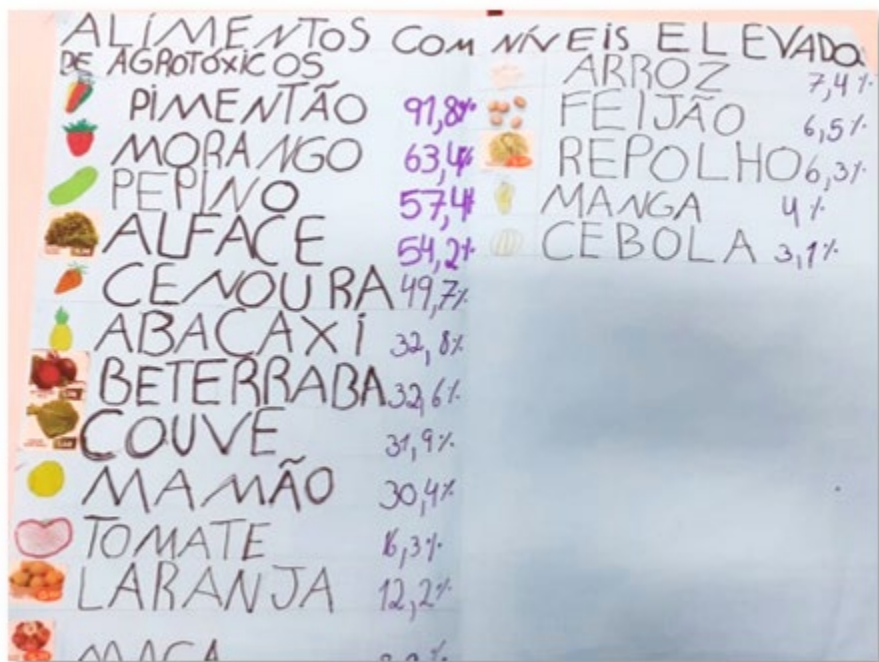 ALIMENTOS COM NÍVEIS ELEVADO
DE AGROTÓXICOS
PIMENTÃO 91,8%
MORANGO 63,4%
PEPINO 57,4%
ALFACE 54,2%
CENOURA 49,7%
ABACAXI 32,8%
BETERRABA 32,6%
COUVE 31,9%
MAMÃO 30,4%
TOMATE 16,3%
LARANJA 12,2%
ARROZ 7,4%
FEIJÃO 6,5%
REPOLHO 6,3%
MANGA 4%
CEBOLA 3,1%